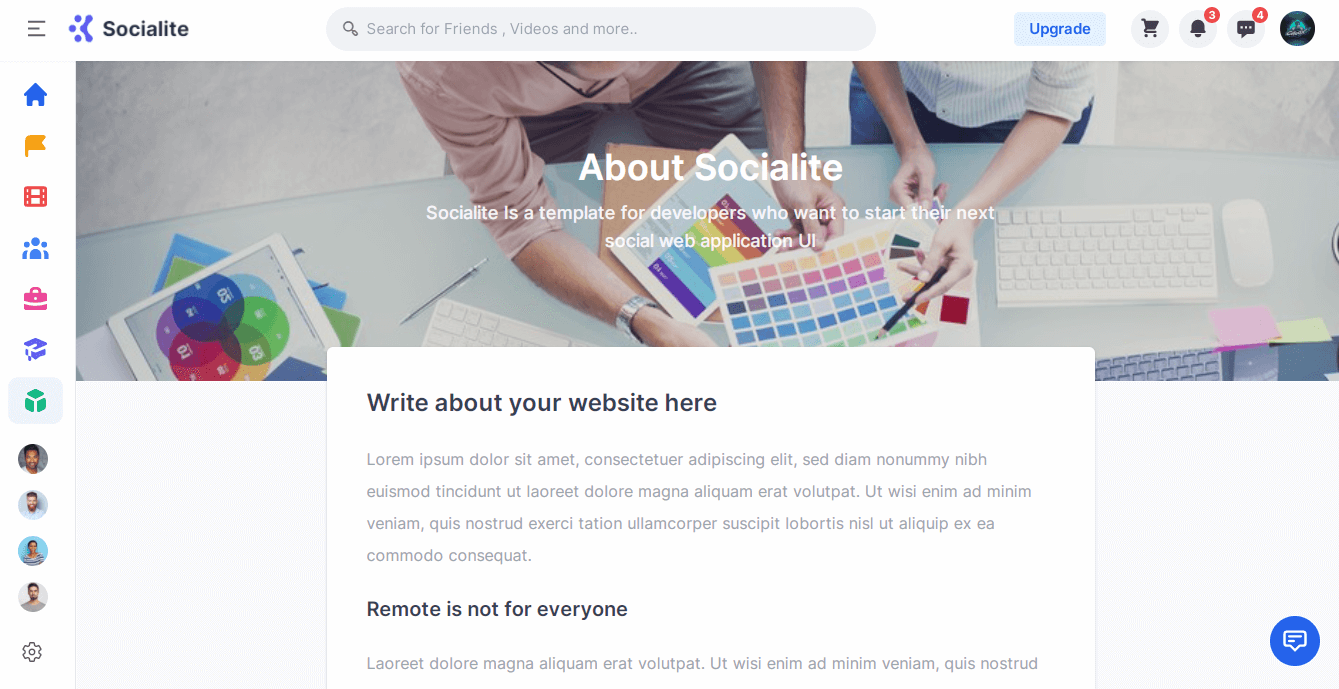 Socialite
Search for Friends , Videos and more..
Upgrade
3
4
About Socialite
Socialite Is a template for developers who want to start their next
social web application UI
05
01
03
04
Write about your website here
Lorem ipsum dolor sit amet, consectetuer adipiscing elit, sed diam nonummy nibh
euismod tincidunt ut laoreet dolore magna aliquam erat volutpat. Ut wisi enim ad minim
veniam, quis nostrud exerci tation ullamcorper suscipit lobortis nisl ut aliquip ex ea
commodo consequat.
Remote is not for everyone
Laoreet dolore magna aliquam erat volutpat. Ut wisi enim ad minim veniam, quis nostrud